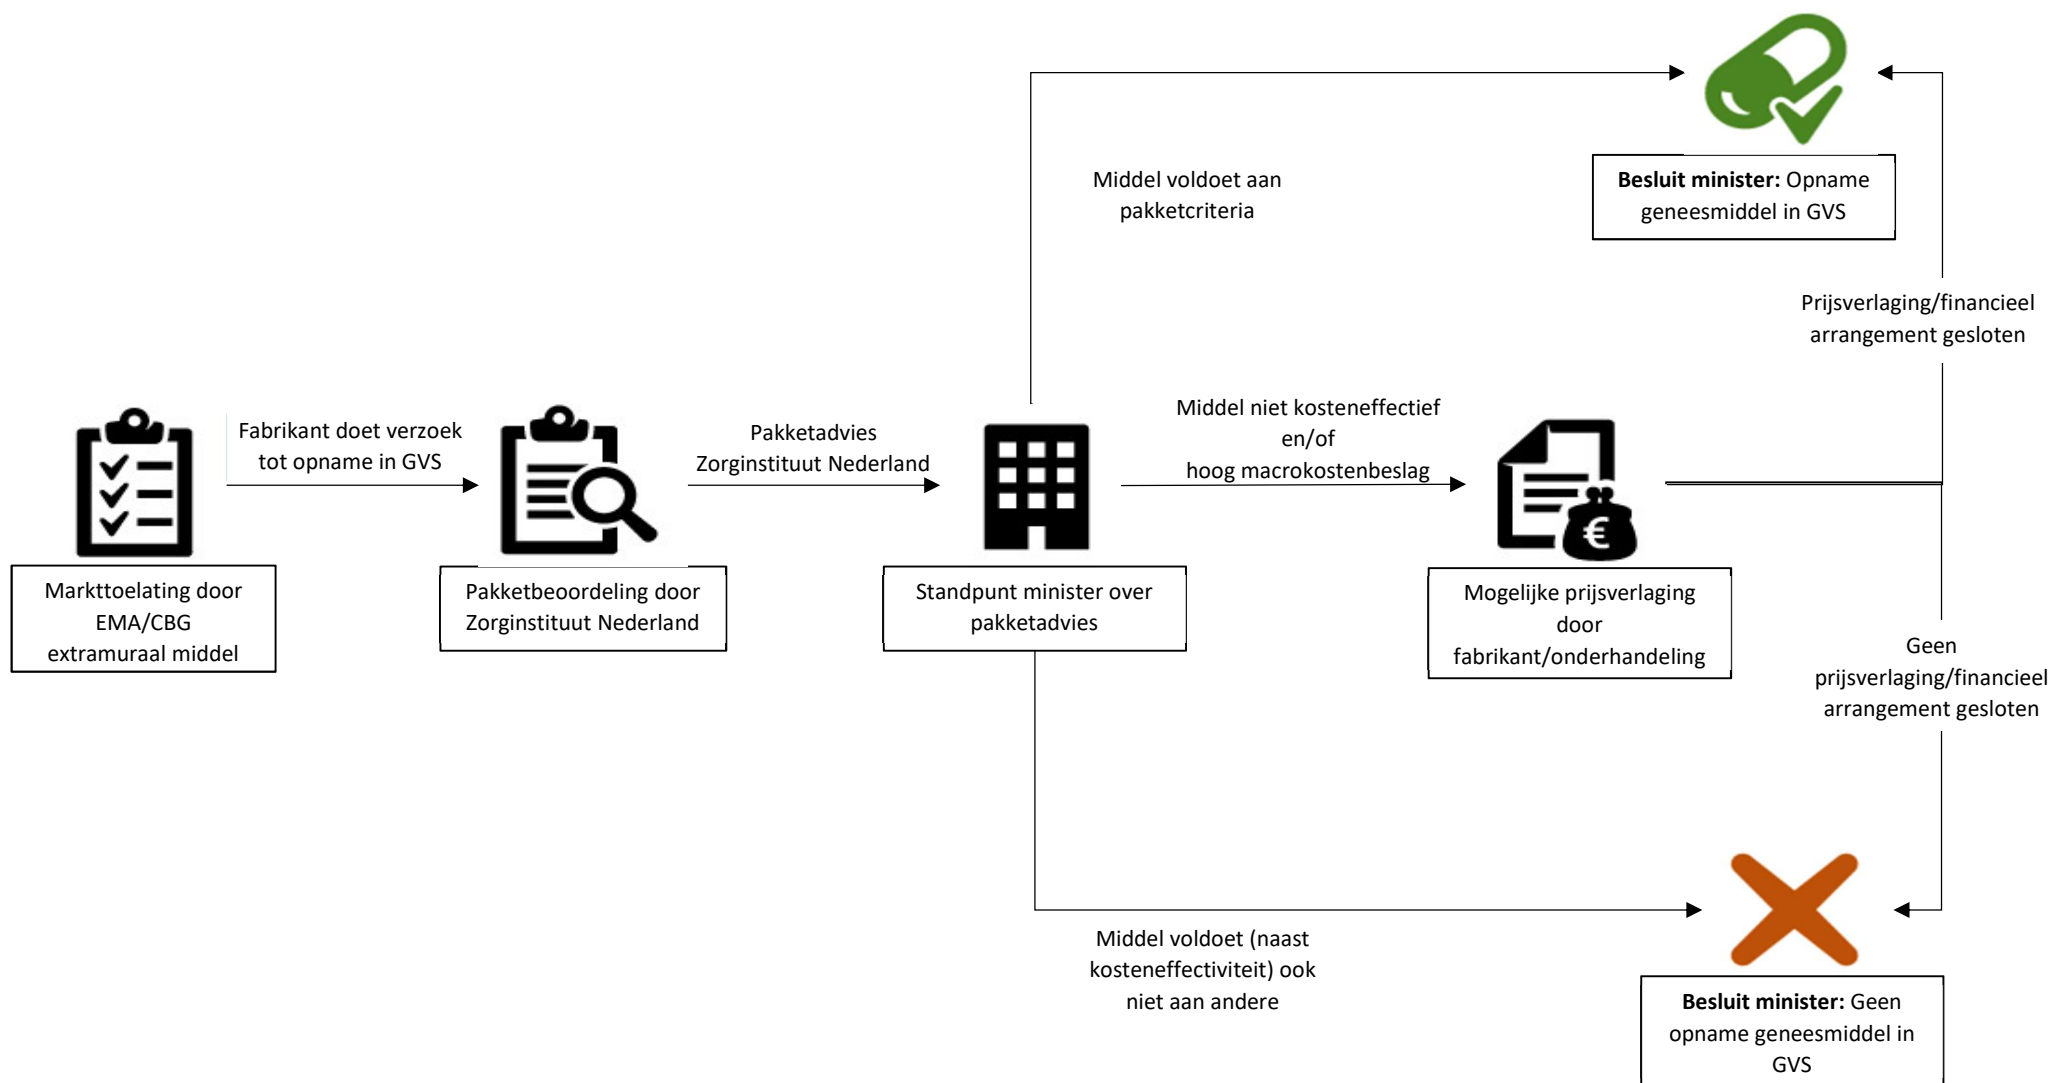 Middel voldoet aan
pakketcriteria
Besluit minister: Opname
geneesmiddel in GVS
Prijsverlaging/financieel
arrangement gesloten
Fabrikant doet verzoek
tot opname in GVS
Pakketadvies
Zorginstituut Nederland
Middel niet kosteneffectief
en/of
hoog macrokostenbeslag
€
Markttoelating door
EMA/CBG
extramuraal middel
Pakketbeoordeling door
Zorginstituut Nederland
Standpunt minister over
pakketadvies
Mogelijke prijsverlaging
door
fabrikant/onderhandeling
Geen
prijsverlaging/financieel
arrangement gesloten
Middel voldoet (naast
kosteneffectiviteit) ook
niet aan andere
Besluit minister: Geen
opname geneesmiddel in
GVS